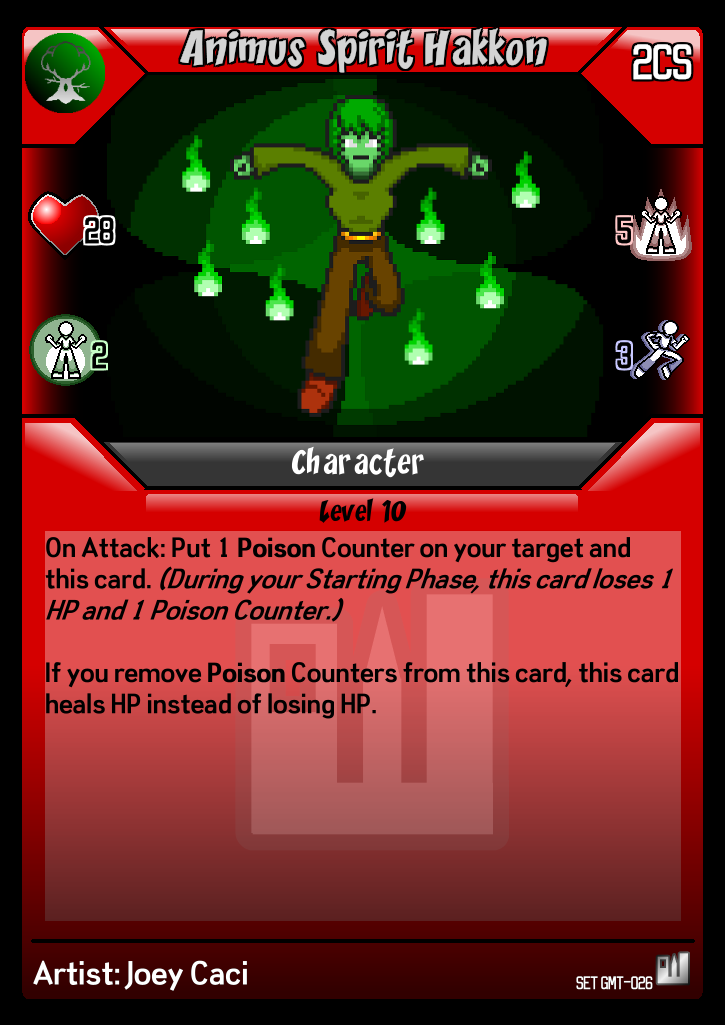 Animus Spirit Hakkon
2CS
28
5
2
3
Character
Level 10
On Attack: Put 1 Poison Counter on your target and
this card. (During your Starting Phase, this card loses 1
HP and 1 Poison Counter.)
If you remove Poison Counters from this card, this card
heals HP instead of losing HP.
Artist: Joey Caci
SET GMT-026